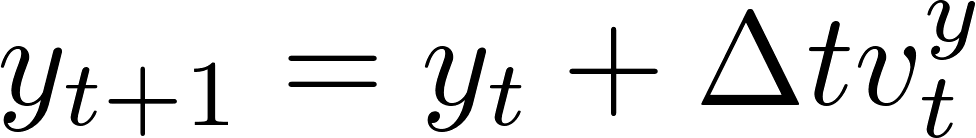 y_{t+1} = y_t + \Delta t v_t^y